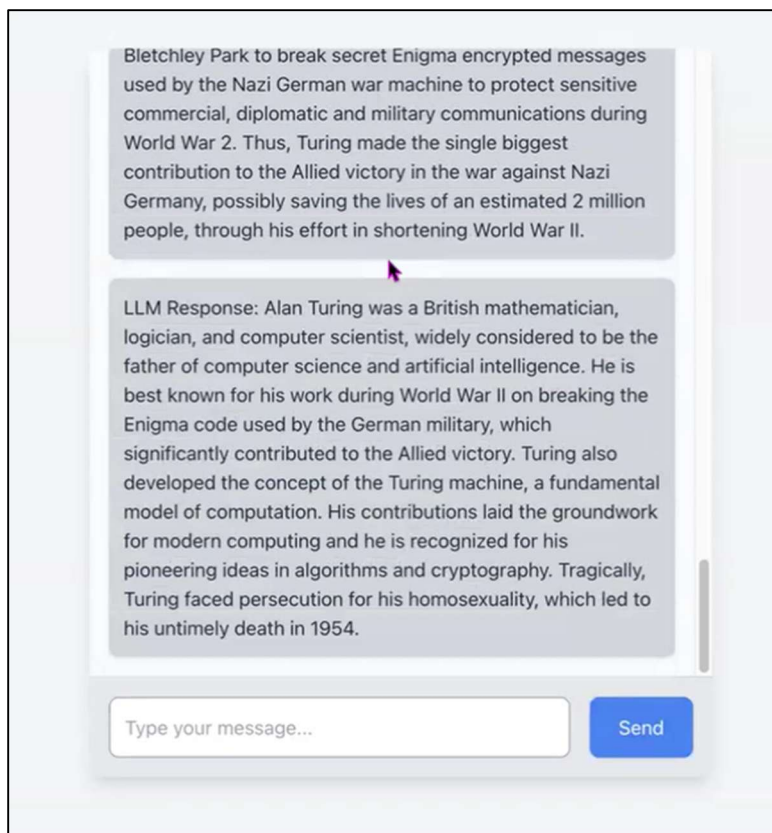 Bletchley Park to break secret Enigma encrypted messages
used by the Nazi German war machine to protect sensitive
commercial, diplomatic and military communications during
World War 2. Thus, Turing made the single biggest
contribution to the Allied victory in the war against Nazi
Germany, possibly saving the lives of an estimated 2 million
people, through his effort in shortening World War II.
LLM Response: Alan Turing was a British mathematician,
logician, and computer scientist, widely considered to be the
father of computer science and artificial intelligence. He is
best known for his work during World War II on breaking the
Enigma code used by the German military, which
significantly contributed to the Allied victory. Turing also
developed the concept of the Turing machine, a fundamental
model of computation. His contributions laid the groundwork
for modern computing and he is recognized for his
pioneering ideas in algorithms and cryptography. Tragically,
Turing faced persecution for his homosexuality, which led to
his untimely death in 1954.
Type your message...
Send